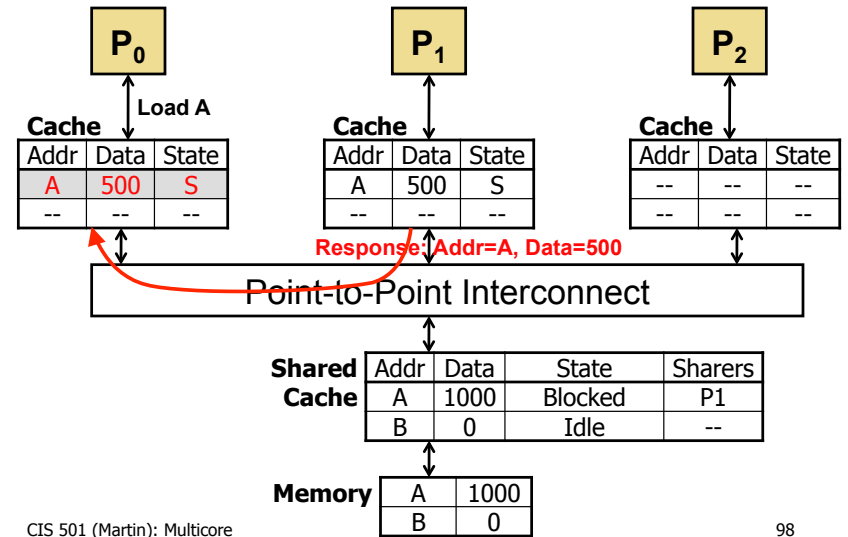 P0 P1 P2
Load A
Cache Cache Cache
Addr Data State Addr Data State Addr Data State
A 500 S A 500 S -- -- --
-- -- -- -- -- -- -- -- --
Response: Addr=A, Data=500
Point-to-Point Interconnect
Shared Addr Data State Sharers
Cache A 1000 Blocked P1
B 0 Idle --
Memory A 1000
B 0
CIS 501 (Martin): Multicore 98